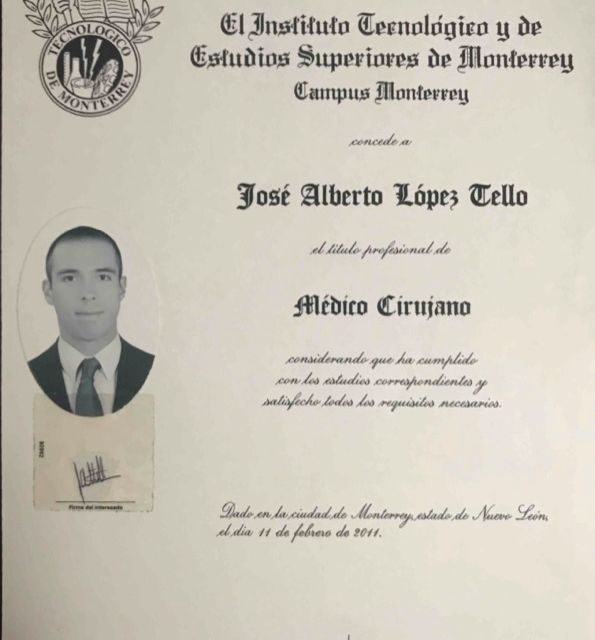 TECNOLOGICO
DE MONTERREY
El Instituto Tecnológico y de
Estudios Superiores de Monterrey
Campus Monterrey
concede a
José Alberto López Tello
el título profesional de
Médico Cirujano
considerando que ha cumplido
con los estudios correspondientes y
satisfecho todos los requisitos necesarios.
Firma del interesado
Dado en la ciudad de Monterrey, estado de Nuevo León,
el día 11 de febrero de 2011.